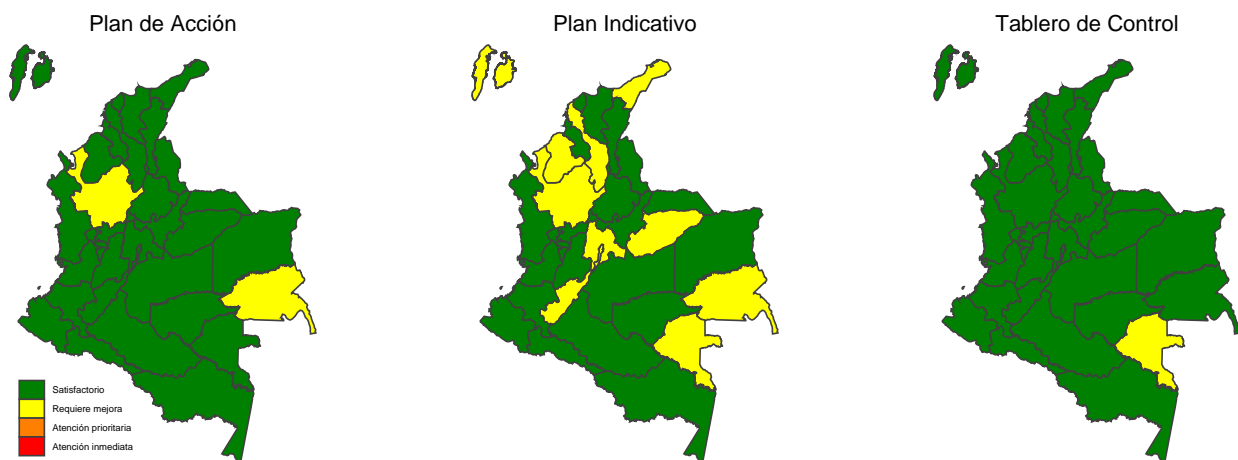 Plan de Acción
Plan Indicativo
Tablero de Control
Satisfactorio
Requiere mejora
Atención prioritaria
Atención inmediata